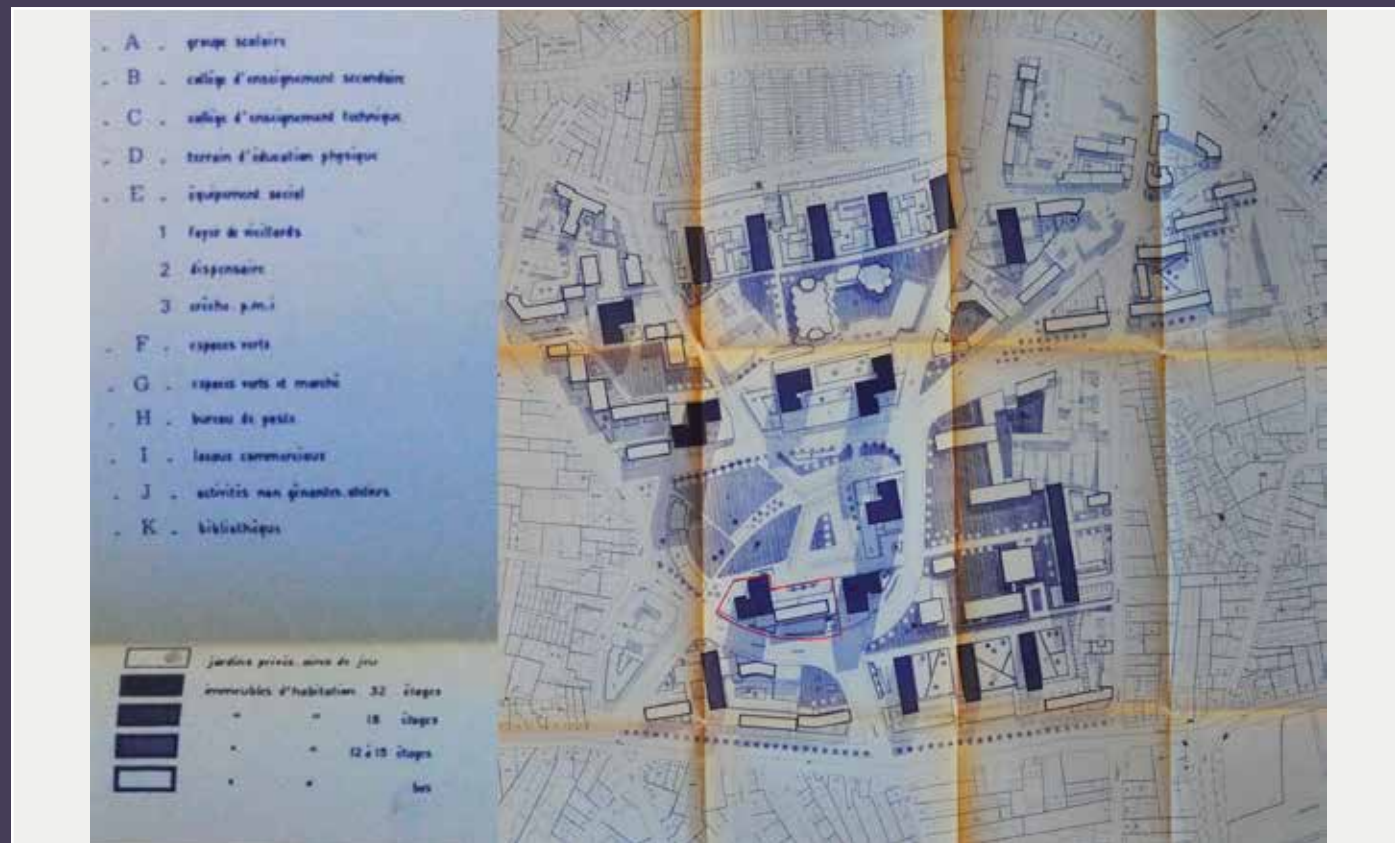 . A . groupe scolaire
. B . collège d'enseignement secondaire
. C . collège d'enseignement technique
. D . terrain d'éducation physique
. E . équipement social
1 foyer de vieillards
2 dispensaire
3 crèche . p.m.i
. F . espaces verts
. G . espaces verts et marché
. H . bureau de poste
. I . locaux commerciaux
. J . activités non gênantes. ateliers
. K . bibliothèque
jardins privés. aires de jeu
immeubles d'habitation 32 étages
" " 18 étages
" " 12 à 15 étages
" " bas